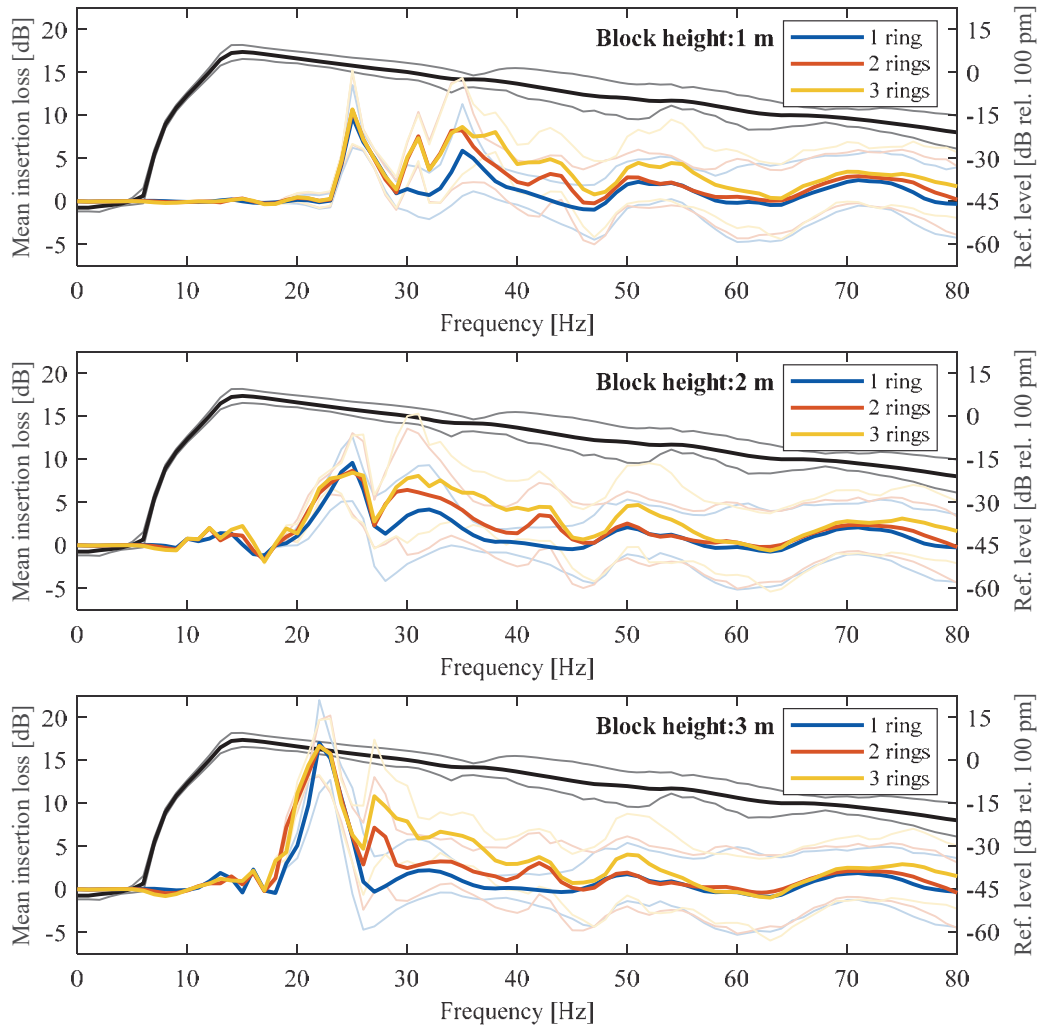 Mean insertion loss [dB]
20
15
10
5
0
-5
Block height:1 m
1 ring
2 rings
3 rings
15
0
-15
-30
-45
-60
Ref. level [dB rel. 100 pm]
0 10 20 30 40 50 60 70 80
Frequency [Hz]
Mean insertion loss [dB]
20
15
10
5
0
-5
Block height:2 m
1 ring
2 rings
3 rings
15
0
-15
-30
-45
-60
Ref. level [dB rel. 100 pm]
0 10 20 30 40 50 60 70 80
Frequency [Hz]
Mean insertion loss [dB]
20
15
10
5
0
-5
Block height:3 m
1 ring
2 rings
3 rings
15
0
-15
-30
-45
-60
Ref. level [dB rel. 100 pm]
0 10 20 30 40 50 60 70 80
Frequency [Hz]